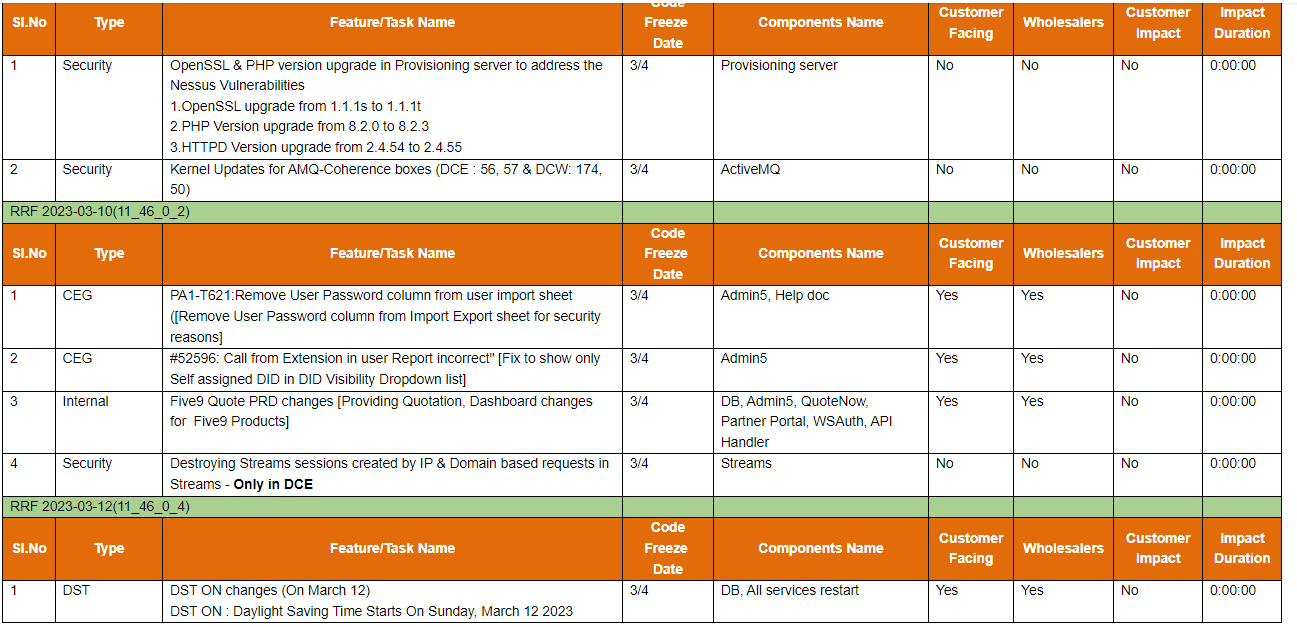 Sl.No Type Feature/Task Name Code Freeze Date Components Name Customer Facing Wholesalers Customer Impact Impact Duration
1 Security OpenSSL & PHP version upgrade in Provisioning server to address the 3/4 Provisioning server No No No 0:00:00
Nessus Vulnerabilities
1.OpenSSL upgrade from 1.1.1s to 1.1.1t
2.PHP Version upgrade from 8.2.0 to 8.2.3
3.HTTPD Version upgrade from 2.4.54 to 2.4.55
2 Security Kernel Updates for AMQ-Coherence boxes (DCE : 56, 57 & DCW: 174, 3/4 ActiveMQ No No No 0:00:00
50)
RRF 2023-03-10(11_46_0_2)
Sl.No Type Feature/Task Name Code Freeze Date Components Name Customer Facing Wholesalers Customer Impact Impact Duration
1 CEG PA1-T621:Remove User Password column from user import sheet 3/4 Admin5, Help doc Yes Yes No 0:00:00
([Remove User Password column from Import Export sheet for security
reasons]
2 CEG #52596: Call from Extension in user Report incorrect" [Fix to show only 3/4 Admin5 Yes Yes No 0:00:00
Self assigned DID in DID Visibility Dropdown list]
3 Internal Five9 Quote PRD changes [Providing Quotation, Dashboard changes 3/4 DB, Admin5, QuoteNow, Yes Yes No 0:00:00
for Five9 Products] Partner Portal, WSAuth, API
Handler
4 Security Destroying Streams sessions created by IP & Domain based requests in 3/4 Streams No No No 0:00:00
Streams - Only in DCE
RRF 2023-03-12(11_46_0_4)
Sl.No Type Feature/Task Name Code Freeze Date Components Name Customer Facing Wholesalers Customer Impact Impact Duration
1 DST DST ON changes (On March 12) 3/4 DB, All services restart Yes Yes No 0:00:00
DST ON : Daylight Saving Time Starts On Sunday, March 12 2023